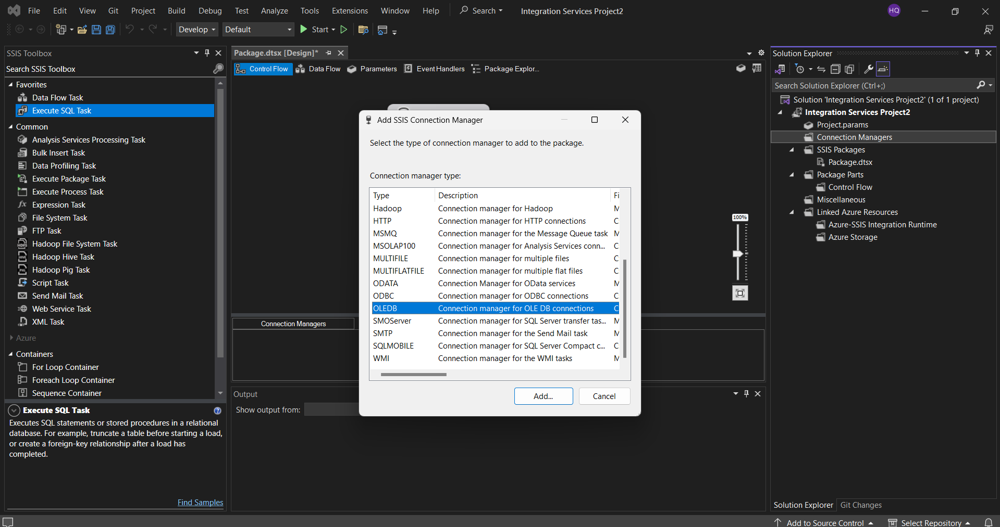 File Edit View Git Project Build Debug Test Analyze Tools Extensions Window Help Search Integration Services Project2 HQ
Develop Default Start
SSIS Toolbox
Search SSIS Toolbox
Favorites
Data Flow Task
Execute SQL Task
Common
Analysis Services Processing Task
Bulk Insert Task
Data Profiling Task
Execute Package Task
Execute Process Task
Expression Task
File System Task
FTP Task
Hadoop File System Task
Hadoop Hive Task
Hadoop Pig Task
Script Task
Send Mail Task
Web Service Task
XML Task
Azure
Containers
For Loop Container
Foreach Loop Container
Sequence Container
Execute SQL Task
Executes SQL statements or stored procedures in a relational
database. For example, truncate a table before starting a load,
or create a foreign-key relationship after a load has
completed.
Find Samples
Package.dtsx [Design]*
Control Flow Data Flow Parameters Event Handlers Package Explor...
100%
Connection Managers
Output
Show output from:
Add SSIS Connection Manager
Select the type of connection manager to add to the package.
Connection manager type:
Type Description Fi
Hadoop Connection manager for Hadoop M
HTTP Connection manager for HTTP connections C
MSMQ Connection manager for the Message Queue task M
MSOLAP100 Connection manager for Analysis Services conn... C
MULTIFILE Connection manager for multiple files C
MULTIFLATFILE Connection manager for multiple flat files C
ODATA Connection Manager for OData services M
ODBC Connection manager for ODBC connections C
OLEDB Connection manager for OLE DB connections C
SMOServer Connection manager for SQL Server transfer tas... M
SMTP Connection manager for the Send Mail task M
SQLMOBILE Connection manager for SQL Server Compact c... C
WMI Connection manager for the WMI tasks M
Add... Cancel
Solution Explorer
Search Solution Explorer (Ctrl+;)
Solution 'Integration Services Project2' (1 of 1 project)
Integration Services Project2
Project.params
Connection Managers
SSIS Packages
Package.dtsx
Package Parts
Control Flow
Miscellaneous
Linked Azure Resources
Azure-SSIS Integration Runtime
Azure Storage
Solution Explorer Git Changes
Add to Source Control Select Repository